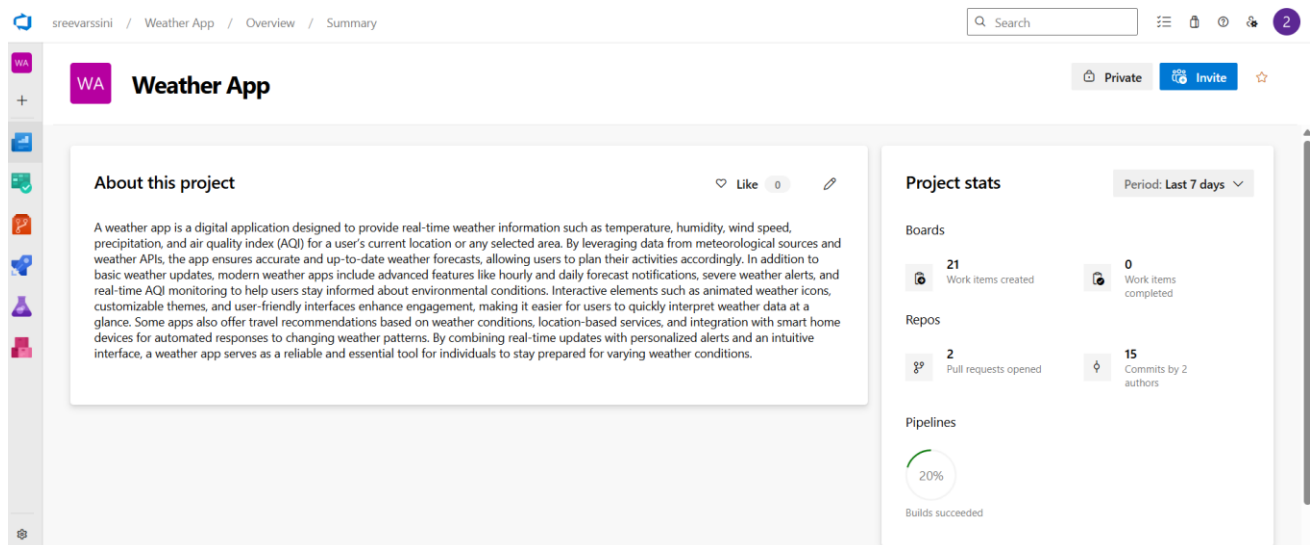 sreevarssini / Weather App / Overview / Summary
Search
2
WA
WA
Weather App
Private
Invite
About this project
Like 0
A weather app is a digital application designed to provide real-time weather information such as temperature, humidity, wind speed,
precipitation, and air quality index (AQI) for a user's current location or any selected area. By leveraging data from meteorological sources and
weather APIs, the app ensures accurate and up-to-date weather forecasts, allowing users to plan their activities accordingly. In addition to
basic weather updates, modern weather apps include advanced features like hourly and daily forecast notifications, severe weather alerts, and
real-time AQI monitoring to help users stay informed about environmental conditions. Interactive elements such as animated weather icons,
customizable themes, and user-friendly interfaces enhance engagement, making it easier for users to quickly interpret weather data at a
glance. Some apps also offer travel recommendations based on weather conditions, location-based services, and integration with smart home
devices for automated responses to changing weather patterns. By combining real-time updates with personalized alerts and an intuitive
interface, a weather app serves as a reliable and essential tool for individuals to stay prepared for varying weather conditions.
Project stats
Period: Last 7 days
Boards
21
Work items created
0
Work items
completed
Repos
2
Pull requests opened
15
Commits by 2
authors
Pipelines
20%
Builds succeeded